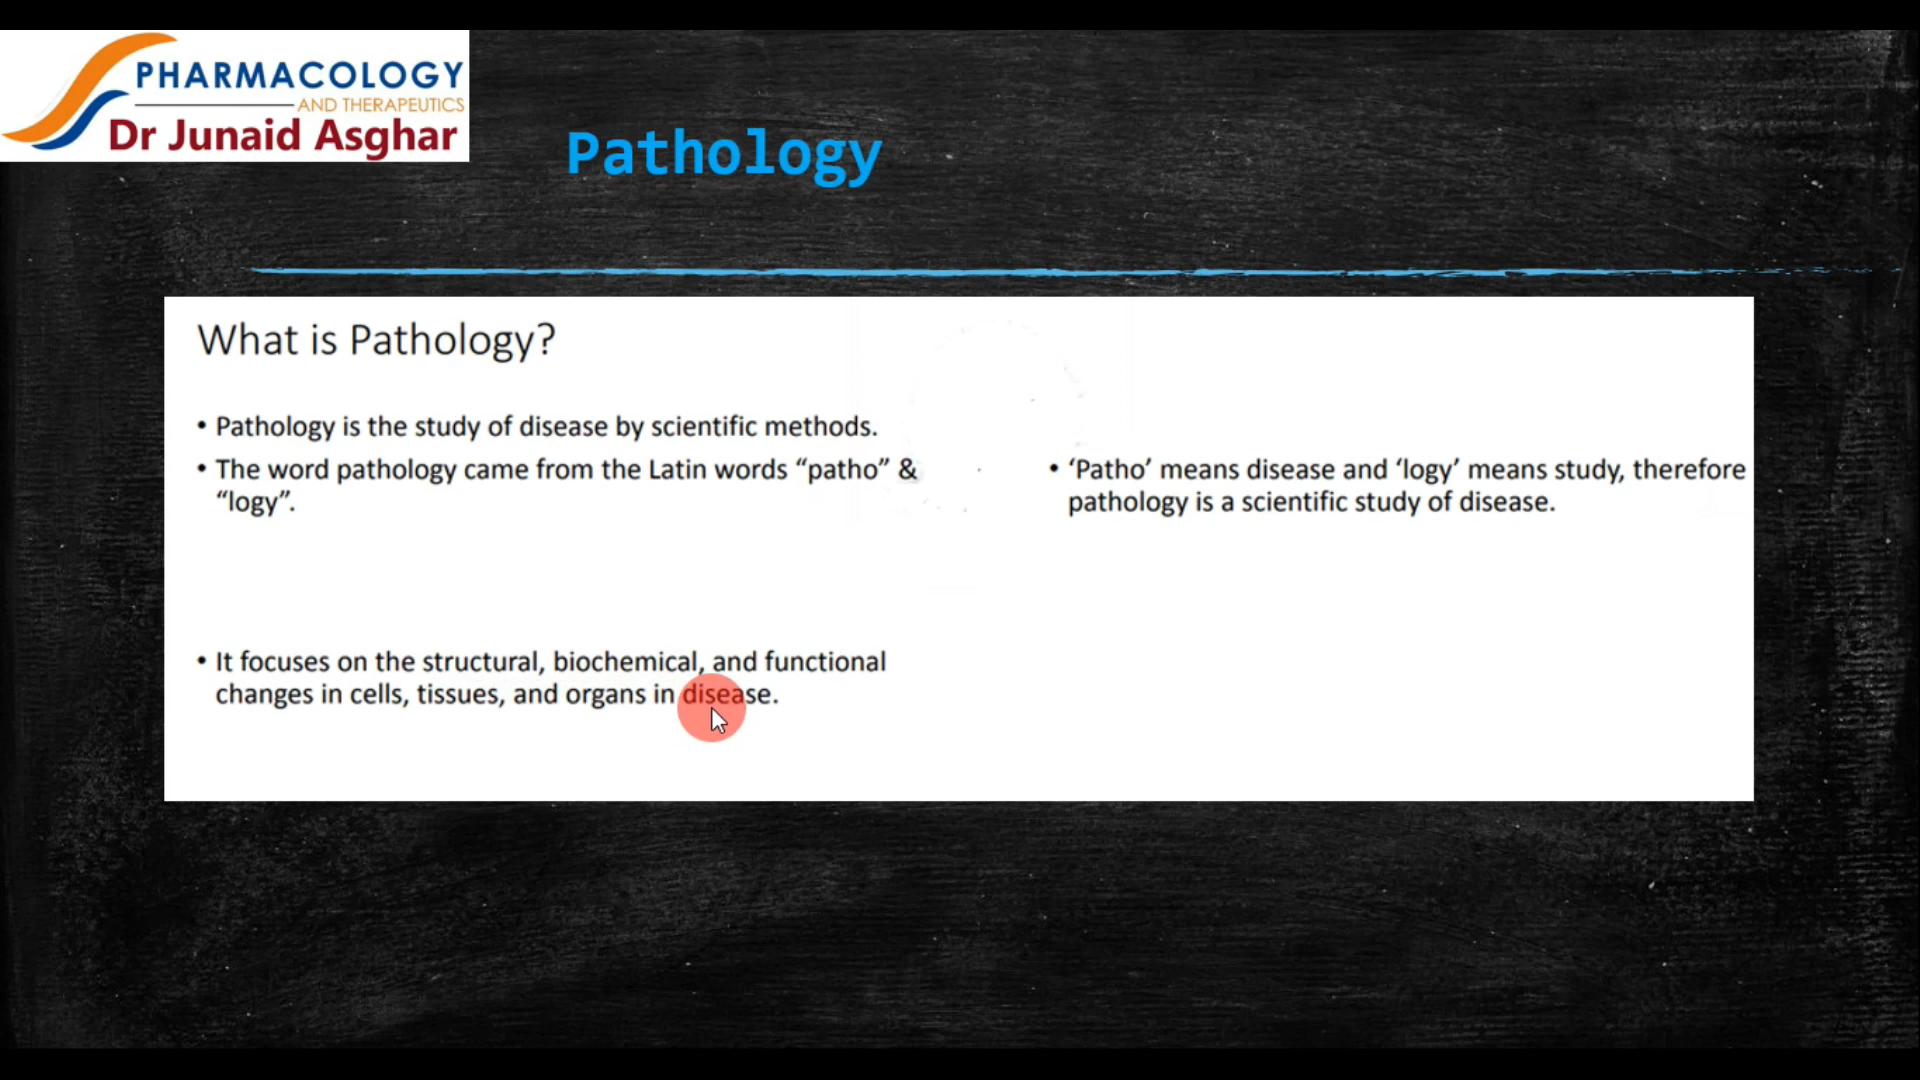 PHARMACOLOGY
AND THERAPEUTICS
Dr Junaid Asghar
Pathology
What is Pathology?
• Pathology is the study of disease by scientific methods.
• The word pathology came from the Latin words “patho” &
“logy”.
• ‘Patho’ means disease and ‘logy’ means study, therefore
pathology is a scientific study of disease.
• It focuses on the structural, biochemical, and functional
changes in cells, tissues, and organs in disease.